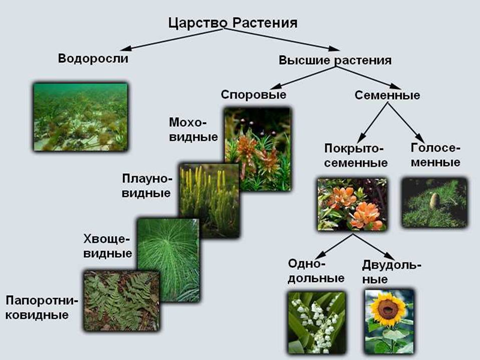 Царство Растения
Водоросли
Высшие растения
Споровые
Семенные
Мохо-
видные
Покрыто-
семенные
Голосе-
менные
Плауно-
видные
Хвоще-
видные
Одно-
дольные
Двудоль-
ные
Папоротни-
ковидные